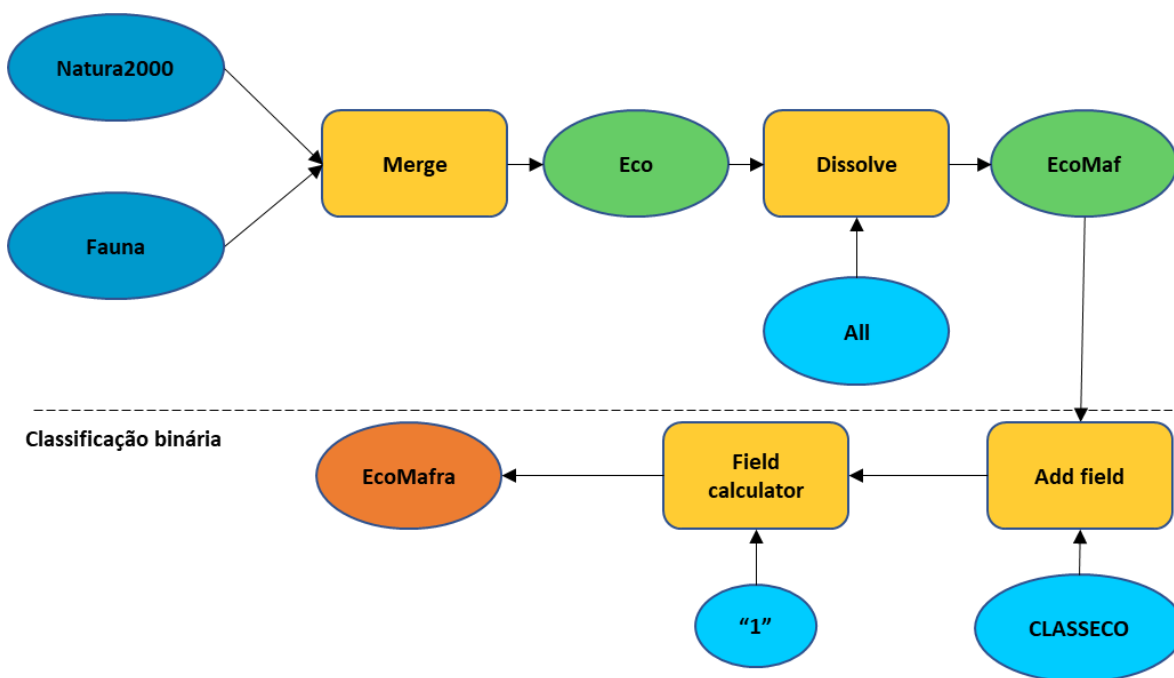 Natura2000
Merge
Eco
Dissolve
EcoMaf
Fauna
All
Classificação binária
EcoMafra
Field
calculator
Add field
“1”
CLASSECO